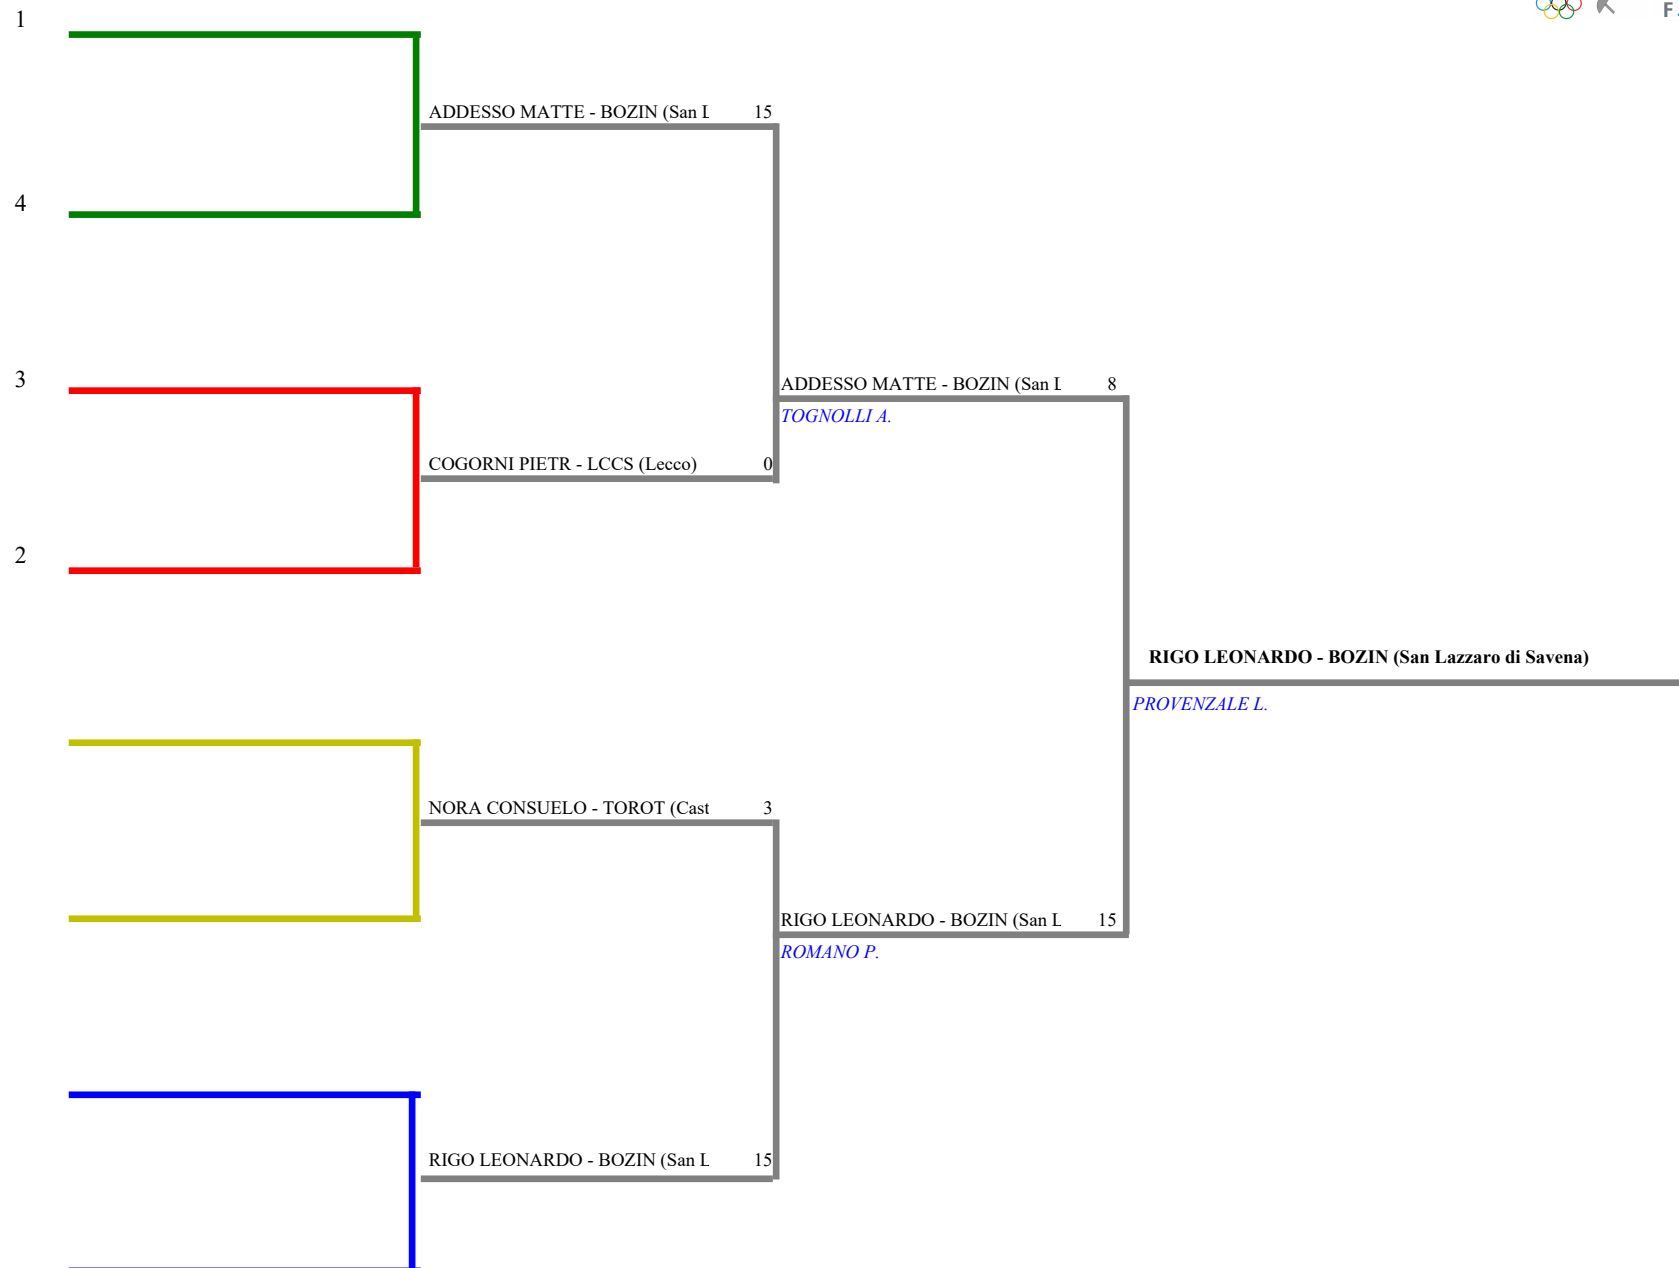 1
F
ADDESSO MATTE - BOZIN (San L 15
4
3
ADDESSO MATTE - BOZIN (San L 8
TOGNOLLI A.
COGORNI PIETR - LCCS (Lecco) 0
2
RIGO LEONARDO - BOZIN (San Lazzaro di Savena)
PROVENZALE L.
NORA CONSUELO - TOROT (Cast 3
RIGO LEONARDO - BOZIN (San L 15
ROMANO P.
RIGO LEONARDO - BOZIN (San L 15